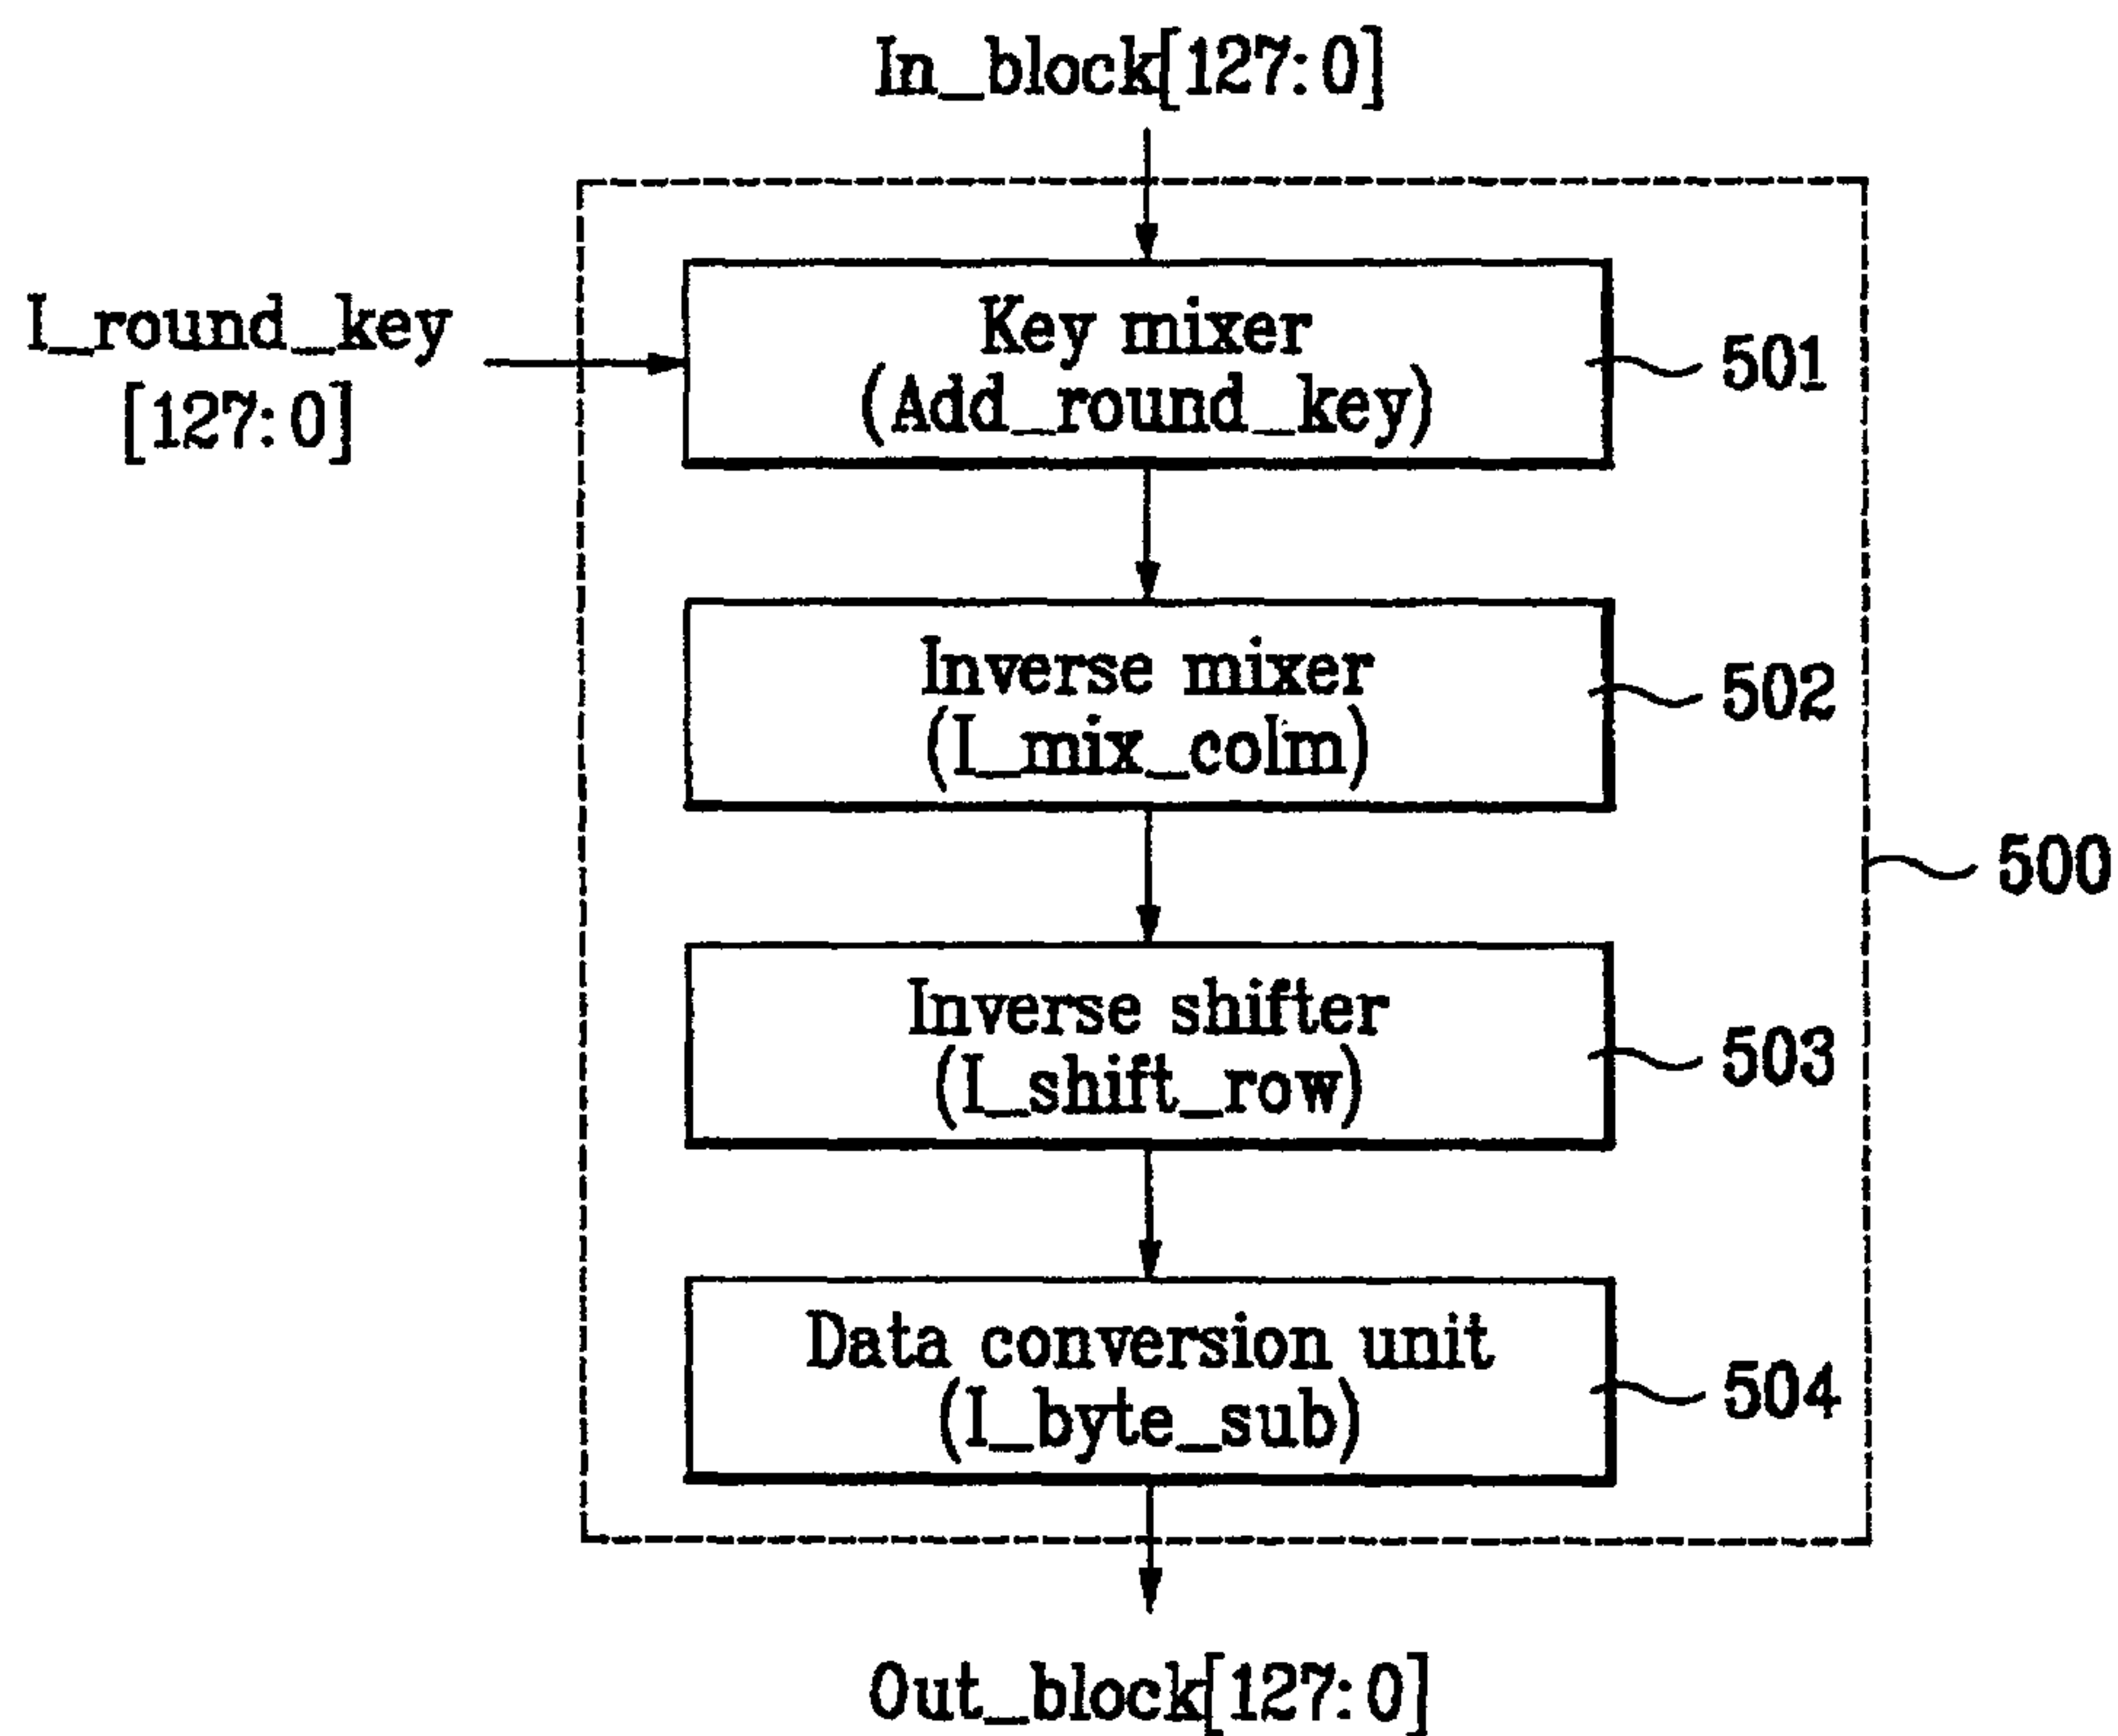 In_block[127:0]
I_round_key
[127:0]
Key mixer
(Add_round_key)
501
Inverse mixer
(I_mix_colm)
502
500
Inverse shifter
(I_shift_row)
503
Data conversion unit
(I_byte_sub)
504
Out_block[127:0]